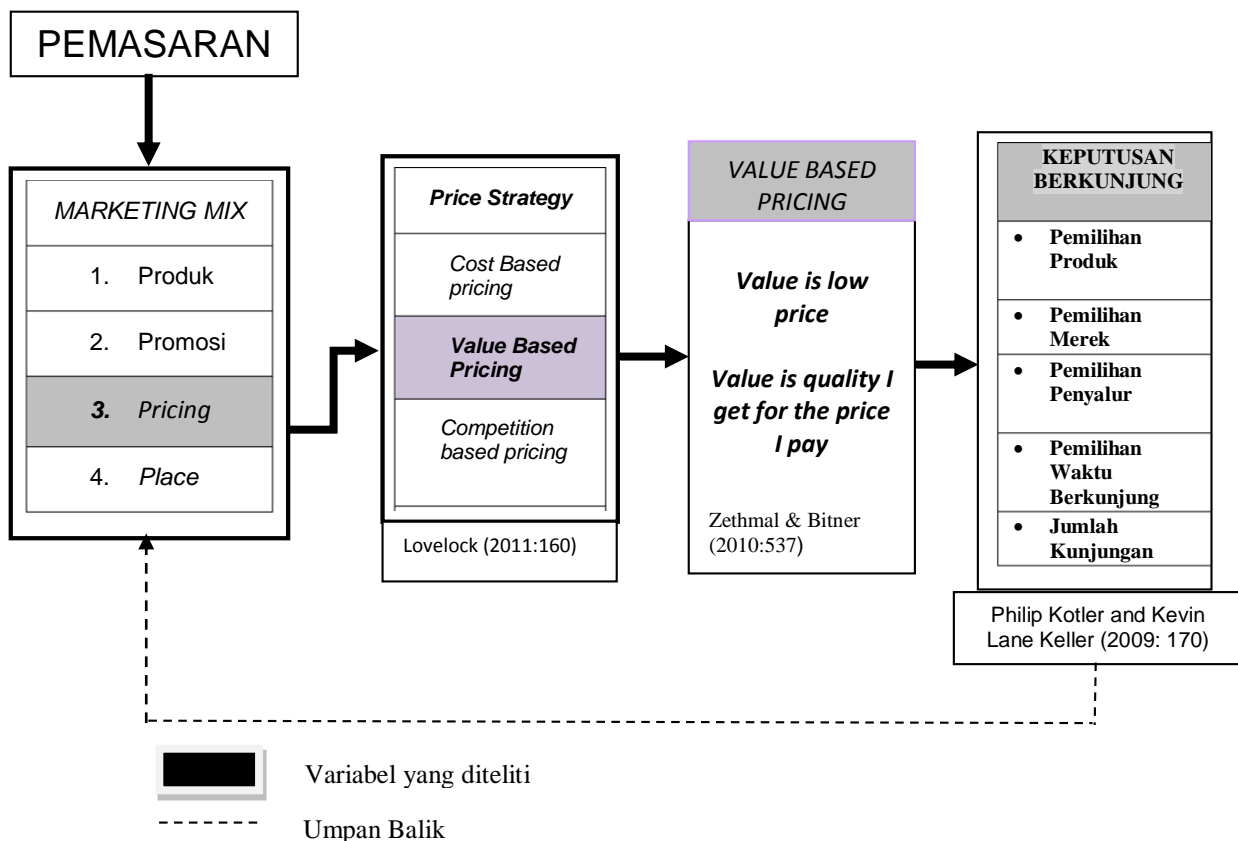 PEMASARAN
MARKETING MIX
1. Produk
2. Promosi
3. Pricing
4. Place
Price Strategy
Cost Based
pricing
Value Based
Pricing
Competition
based pricing
Lovelock (2011:160)
VALUE BASED
PRICING
Value is low
price
Value is quality I
get for the price
I pay
Zethmal & Bitner
(2010:537)
KEPUTUSAN
BERKUNJUNG
• Pemilihan
Produk
• Pemilihan
Merek
• Pemilihan
Penyalur
• Pemilihan
Waktu
Berkunjung
• Jumlah
Kunjungan
Philip Kotler and Kevin
Lane Keller (2009: 170)
Variabel yang diteliti
Umpan Balik